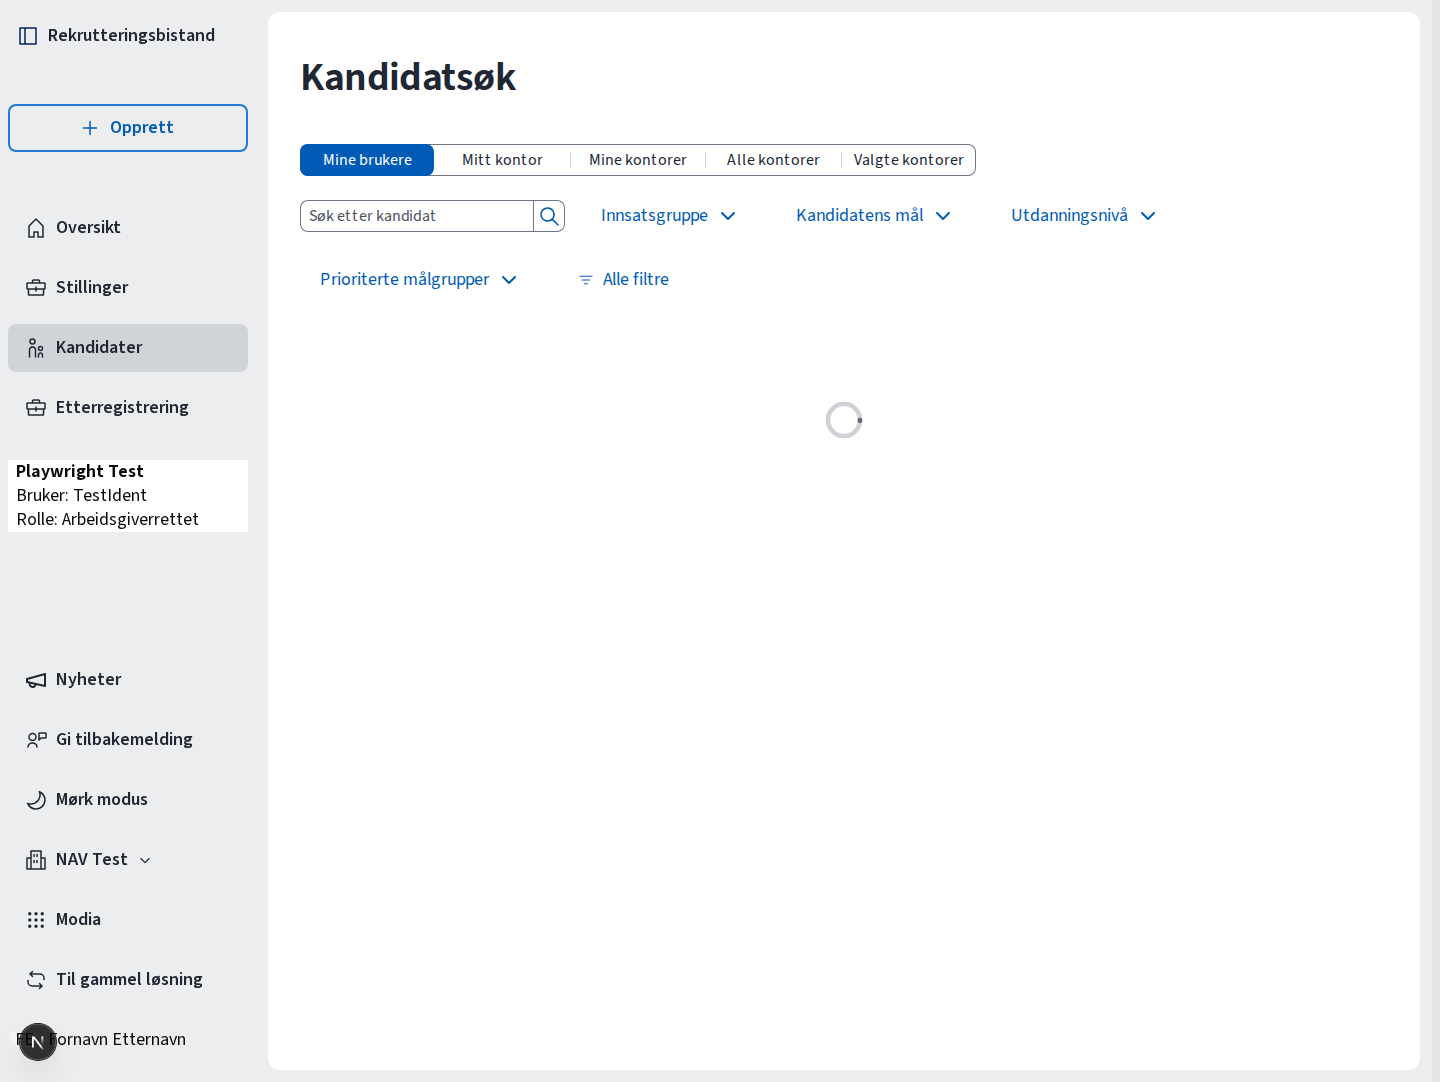 Rekrutteringsbistand
Opprett
Oversikt
Stillinger
Kandidater
Etterregistrering
Playwright Test
Bruker: TestIdent
Rolle: Arbeidsgiverrettet
Nyheter
Gi tilbakemelding
Mørk modus
NAV Test
Modia
Til gammel løsning
Fornavn Etternavn
Kandidatsøk
Mine brukere
Mitt kontor
Mine kontorer
Alle kontorer
Valgte kontorer
Søk etter kandidat
Innsatsgruppe
Kandidatens mål
Utdanningsnivå
Prioriterte målgrupper
Alle filtre